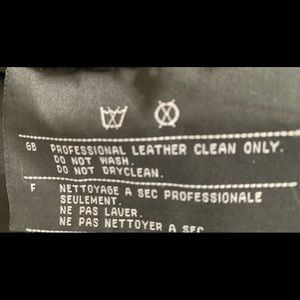 GB PROFESSIONAL LEATHER CLEAN ONLY.
DO NOT WASH.
DO NOT DRYCLEAN.
F NETTOYAGE A SEC PROFESSIONALE
SEULEMENT.
NE PAS LAVER.
NE PAS NETTOYER A SEC